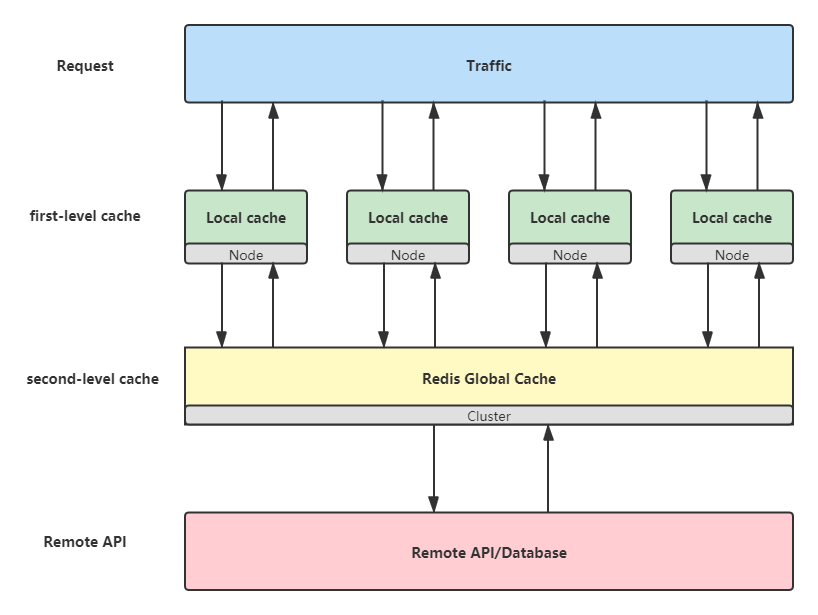 Request
Traffic
first-level cache
Local cache
Local cache
Local cache
Local cache
Node
Node
Node
Node
second-level cache
Redis Global Cache
Cluster
Remote API
Remote API/Database